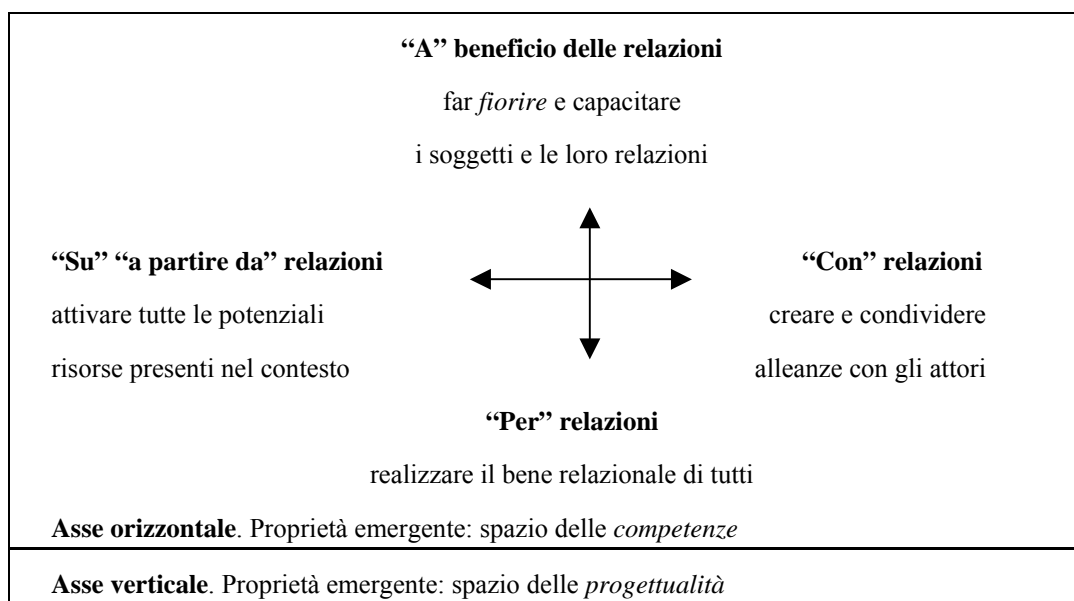 “A” beneficio delle relazioni
far fiorire e capacitare
i soggetti e le loro relazioni
“Su” “a partire da” relazioni
attivare tutte le potenziali
risorse presenti nel contesto
“Con” relazioni
creare e condividere
alleanze con gli attori
“Per” relazioni
realizzare il bene relazionale di tutti
Asse orizzontale. Proprietà emergente: spazio delle competenze
Asse verticale. Proprietà emergente: spazio delle progettualità